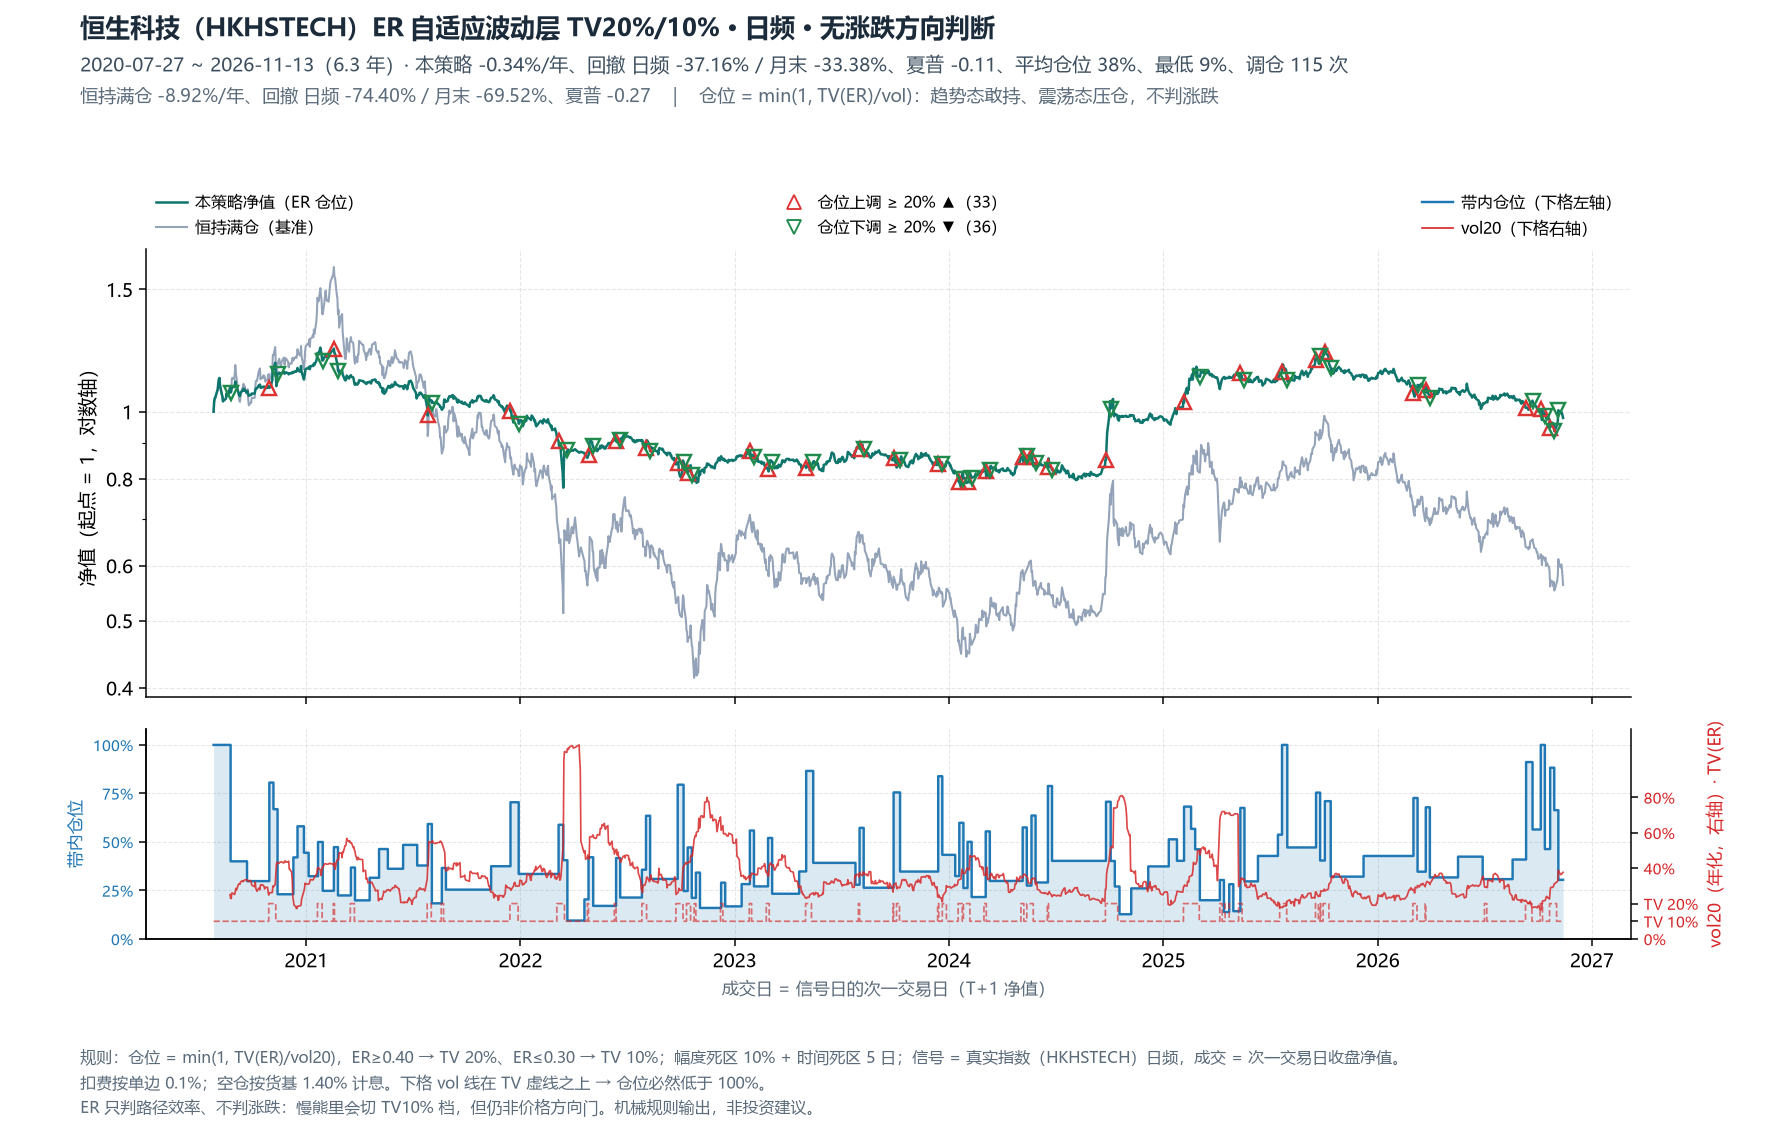 恒生科技（HKHSTECH）ER 自适应波动层 TV20%/10% • 日频 • 无涨跌方向判断
2020-07-27 ~ 2026-11-13（6.3 年）· 本策略 -0.34%/年、回撤 日频 -37.16% / 月末 -33.38%、夏普 -0.11、平均仓位 38%、最低 9%、调仓 115 次
恒持满仓 -8.92%/年、回撤 日频 -74.40% / 月末 -69.52%、夏普 -0.27 | 仓位 = min(1, TV(ER)/vol)：趋势态敢持、震荡态压仓，不判涨跌
本策略净值（ER 仓位）
恒持满仓（基准）
仓位上调 ≥ 20% ▲（33）
仓位下调 ≥ 20% ▼（36）
带内仓位（下格左轴）
vol20（下格右轴）
净值（起点 = 1，对数轴）
1.5
1
0.8
0.6
0.5
0.4
带内仓位
100%
75%
50%
25%
0%
vol20（年化，右轴）· TV(ER)
80%
60%
40%
TV 20%
TV 10%
0%
2021
2022
2023
2024
2025
2026
2027
成交日 = 信号日的次一交易日（T+1 净值）
规则：仓位 = min(1, TV(ER)/vol20)，ER≥0.40 → TV 20%、ER≤0.30 → TV 10%；幅度死区 10% + 时间死区 5 日；信号 = 真实指数（HKHSTECH）日频，成交 = 次一交易日收盘净值。
扣费按单边 0.1%；空仓按货基 1.40% 计息。下格 vol 线在 TV 虚线之上 → 仓位必然低于 100%。
ER 只判路径效率、不判涨跌：慢熊里会切 TV10% 档，但仍非价格方向门。机械规则输出，非投资建议。